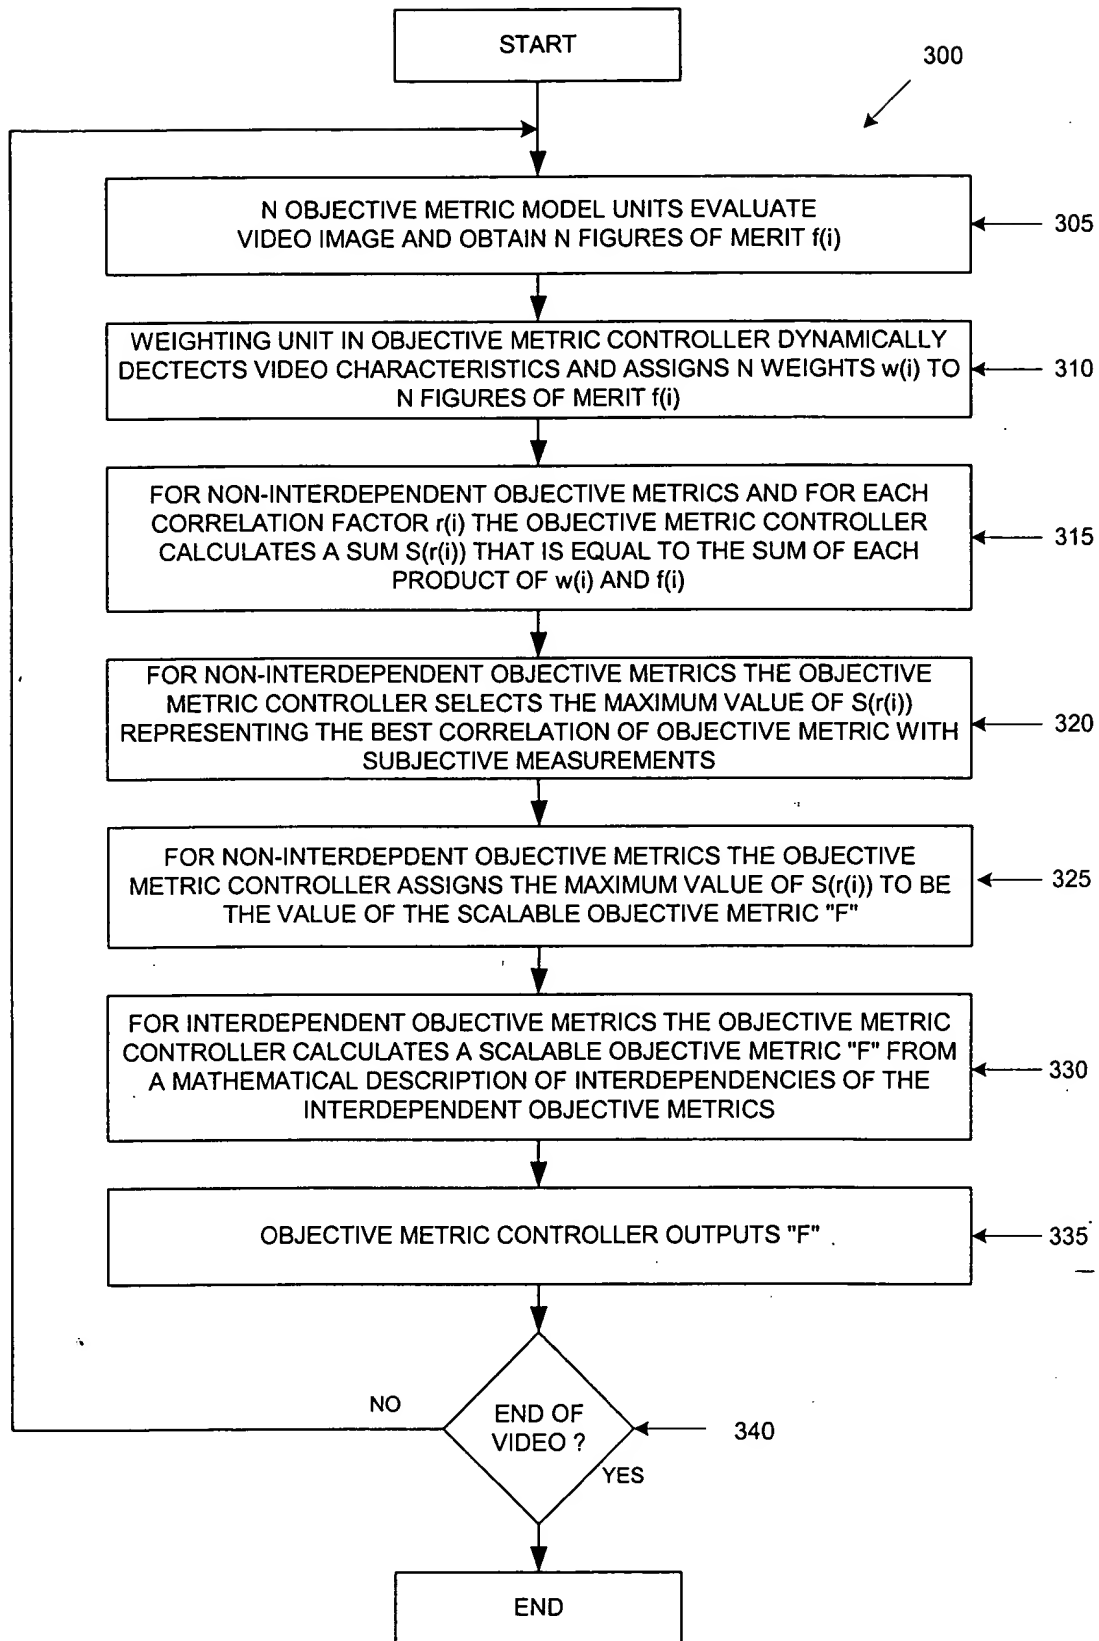 START
300
N OBJECTIVE METRIC MODEL UNITS EVALUATE
VIDEO IMAGE AND OBTAIN N FIGURES OF MERIT f(i)
305
WEIGHTING UNIT IN OBJECTIVE METRIC CONTROLLER DYNAMICALLY
DECTECTS VIDEO CHARACTERISTICS AND ASSIGNS N WEIGHTS w(i) TO
N FIGURES OF MERIT f(i)
310
FOR NON-INTERDEPENDENT OBJECTIVE METRICS AND FOR EACH
CORRELATION FACTOR r(i) THE OBJECTIVE METRIC CONTROLLER
CALCULATES A SUM S(r(i)) THAT IS EQUAL TO THE SUM OF EACH
PRODUCT OF w(i) AND f(i)
315
FOR NON-INTERDEPENDENT OBJECTIVE METRICS THE OBJECTIVE
METRIC CONTROLLER SELECTS THE MAXIMUM VALUE OF S(r(i))
REPRESENTING THE BEST CORRELATION OF OBJECTIVE METRIC WITH
SUBJECTIVE MEASUREMENTS
320
FOR NON-INTERDEPDENT OBJECTIVE METRICS THE OBJECTIVE
METRIC CONTROLLER ASSIGNS THE MAXIMUM VALUE OF S(r(i)) TO BE
THE VALUE OF THE SCALABLE OBJECTIVE METRIC "F"
325
FOR INTERDEPENDENT OBJECTIVE METRICS THE OBJECTIVE METRIC
CONTROLLER CALCULATES A SCALABLE OBJECTIVE METRIC "F" FROM
A MATHEMATICAL DESCRIPTION OF INTERDEPENDENCIES OF THE
INTERDEPENDENT OBJECTIVE METRICS
330
OBJECTIVE METRIC CONTROLLER OUTPUTS "F"
335
NO
END OF
VIDEO ?
340
YES
END